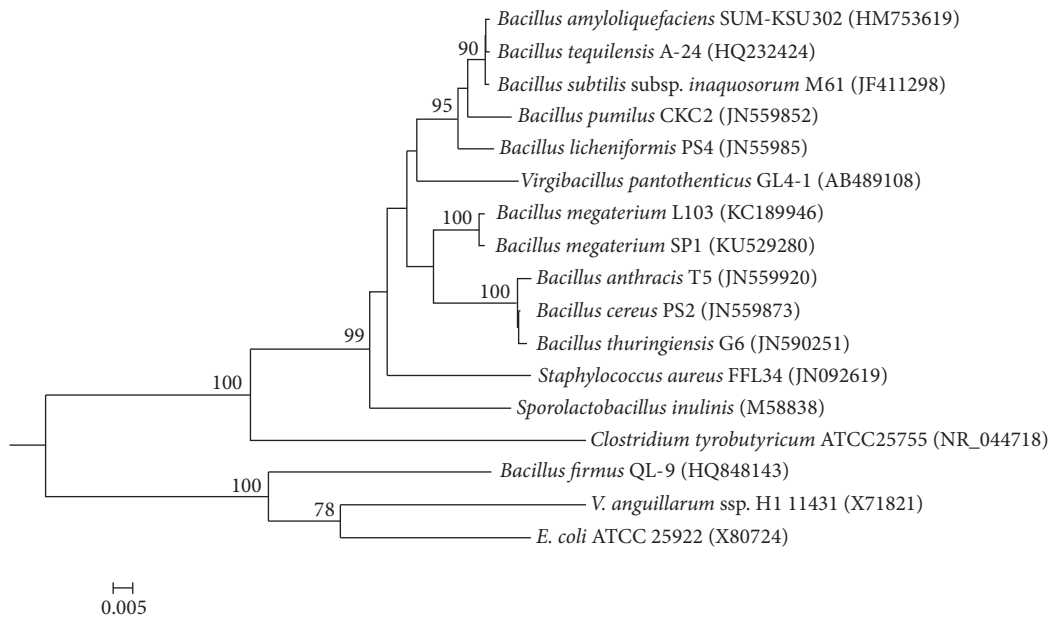 Bacillus amyloliquefaciens SUM-KSU302 (HM753619)
90
Bacillus tequilensis A-24 (HQ232424)
Bacillus subtilis subsp. inaquosorum M61 (JF411298)
95
Bacillus pumilus CKC2 (JN559852)
Bacillus licheniformis PS4 (JN55985)
Virgibacillus pantothenticus GL4-1 (AB489108)
100
Bacillus megaterium L103 (KC189946)
Bacillus megaterium SP1 (KU529280)
Bacillus anthracis T5 (JN559920)
100
Bacillus cereus PS2 (JN559873)
Bacillus thuringiensis G6 (JN590251)
99
Staphylococcus aureus FFL34 (JN092619)
100
Sporolactobacillus inulinis (M58838)
Clostridium tyrobutyricum ATCC25755 (NR_044718)
Bacillus firmus QL-9 (HQ848143)
100
V. anguillarum ssp. H1 11431 (X71821)
78
E. coli ATCC 25922 (X80724)
0.005